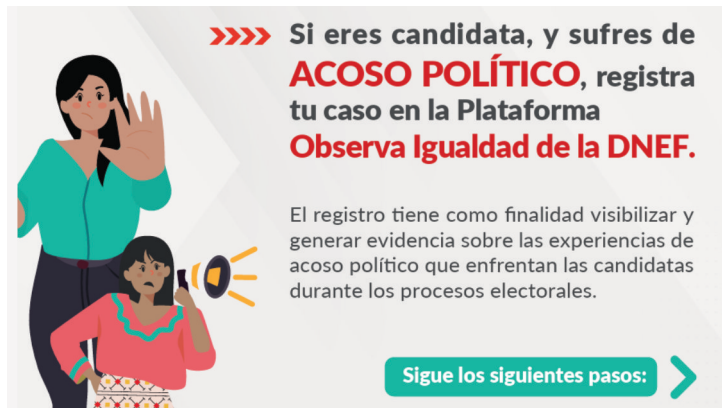 Si eres candidata, y sufres de
ACOSO POLÍTICO, registra
tu caso en la Plataforma
Observa Igualdad de la DNEF.
El registro tiene como finalidad visibilizar y
generar evidencia sobre las experiencias de
acoso político que enfrentan las candidatas
durante los procesos electorales.
Sigue los siguientes pasos: